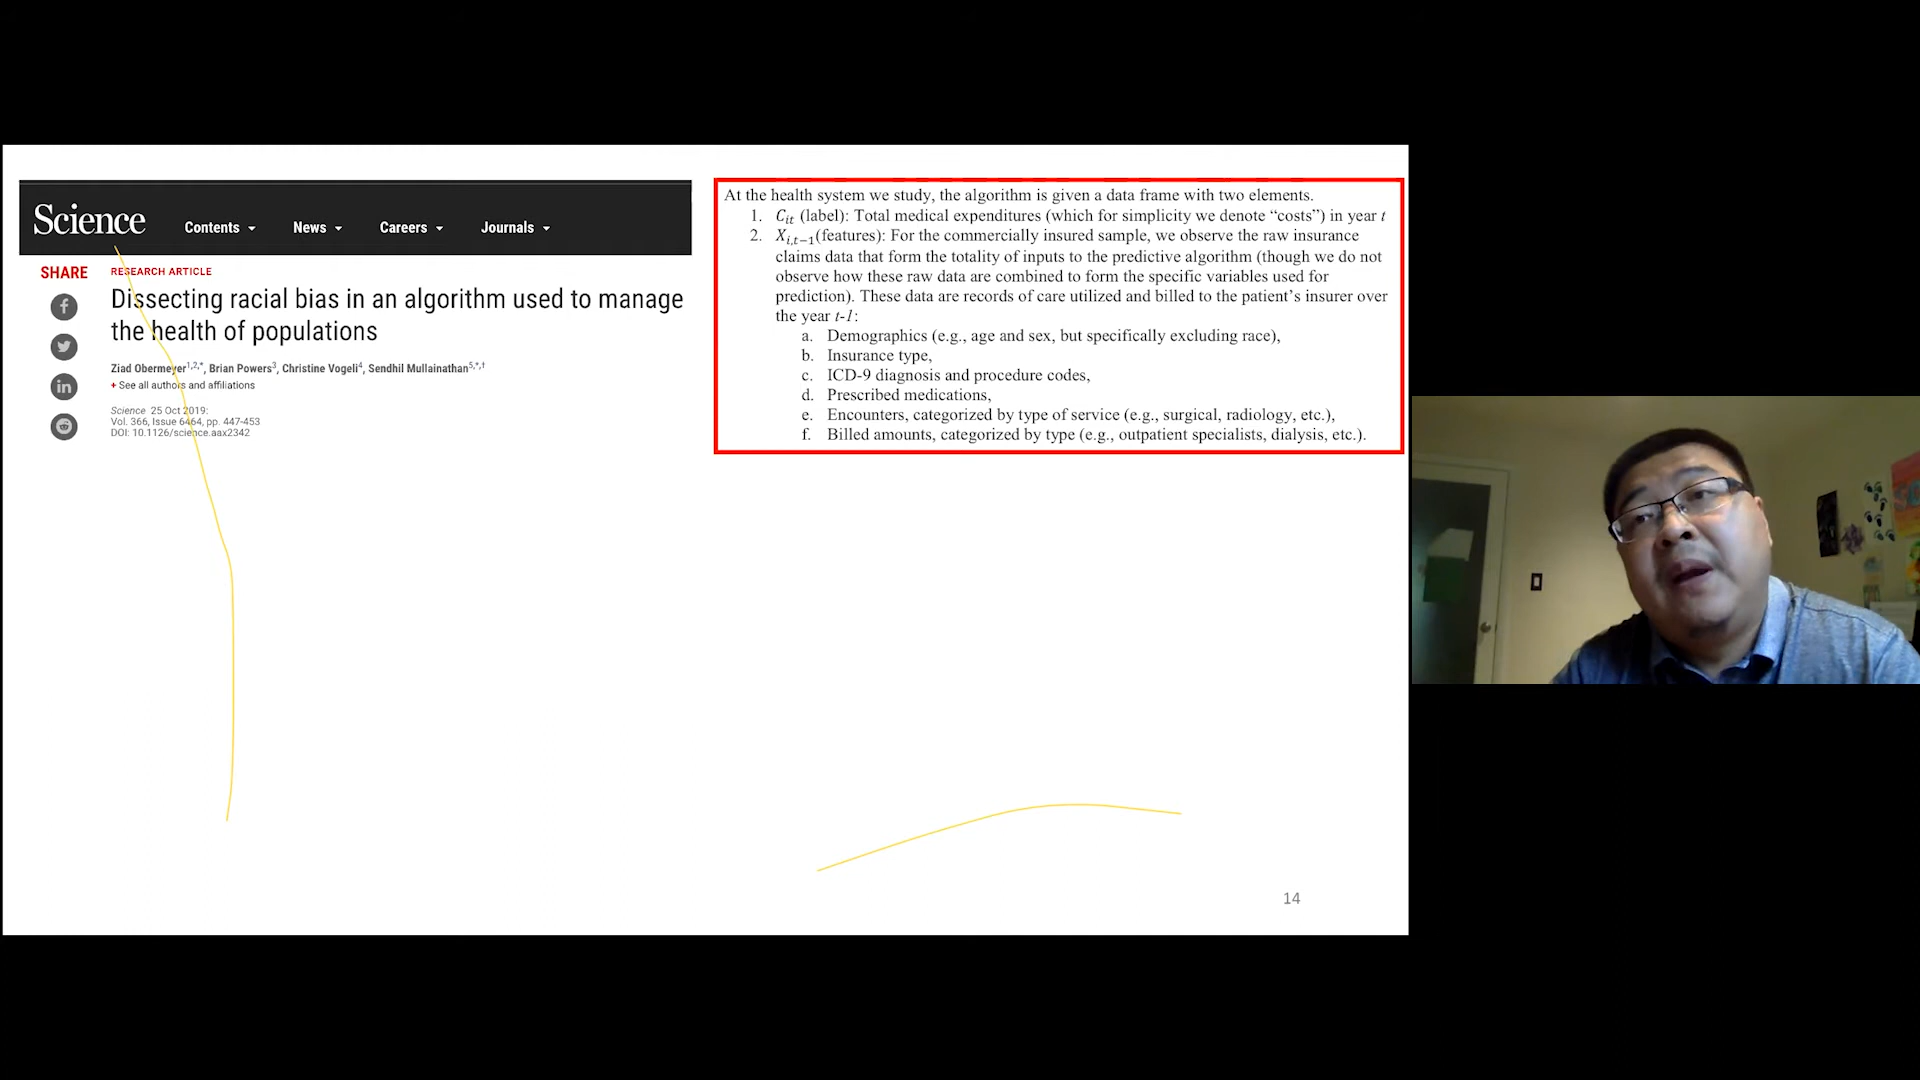 Science
Contents
News
Careers
Journals
SHARE
RESEARCH ARTICLE
Dissecting racial bias in an algorithm used to manage
the health of populations
Ziad Obermeyer1,2,*, Brian Powers3, Christine Vogeli4, Sendhil Mullainathan5,*,†
+ See all authors and affiliations
Science 25 Oct 2019:
Vol. 366, Issue 6464, pp. 447-453
DOI: 10.1126/science.aax2342
At the health system we study, the algorithm is given a data frame with two elements.
1. Cit (label): Total medical expenditures (which for simplicity we denote “costs”) in year t
2. Xi,t−1(features): For the commercially insured sample, we observe the raw insurance
claims data that form the totality of inputs to the predictive algorithm (though we do not
observe how these raw data are combined to form the specific variables used for
prediction). These data are records of care utilized and billed to the patient’s insurer over
the year t-1:
a. Demographics (e.g., age and sex, but specifically excluding race),
b. Insurance type,
c. ICD-9 diagnosis and procedure codes,
d. Prescribed medications,
e. Encounters, categorized by type of service (e.g., surgical, radiology, etc.),
f. Billed amounts, categorized by type (e.g., outpatient specialists, dialysis, etc.).
14